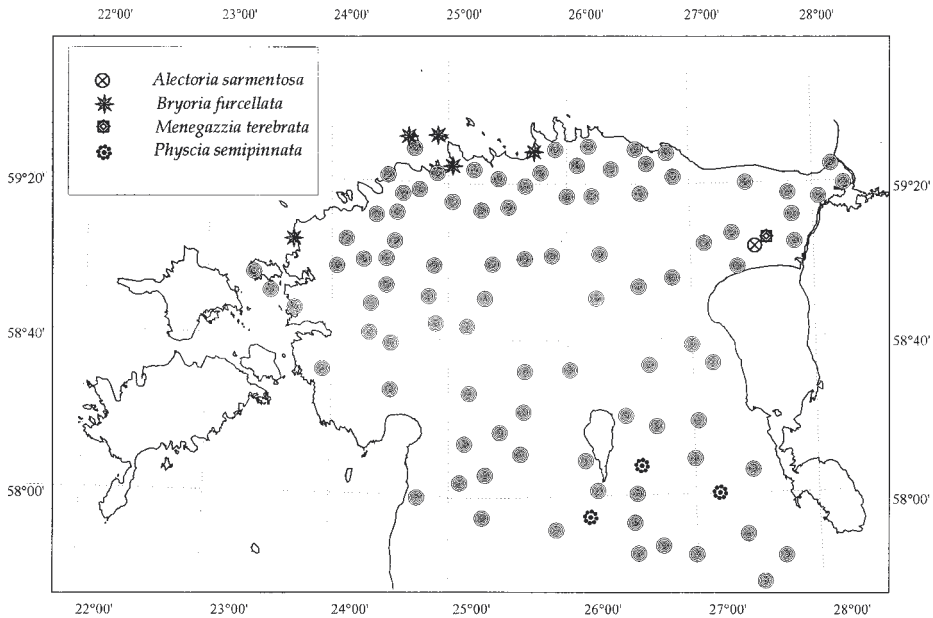 22°00' 23°00' 24°00' 25°00' 26°00' 27°00' 28°00'
Alectoria sarmentosa
Bryoria furcellata
Menegazzia terebrata
Physcia semipinnata
59°20' 59°20'
58°40' 58°40'
58°00' 58°00'
22°00' 23°00' 24°00' 25°00' 26°00' 27°00' 28°00'